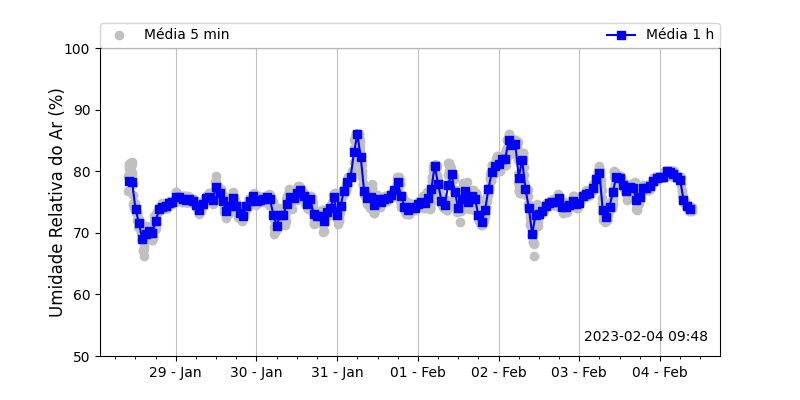 Média 5 min
Média 1 h
Umidade Relativa do Ar (%)
100
90
80
70
60
50
2023-02-04 09:48
29 - Jan
30 - Jan
31 - Jan
01 - Feb
02 - Feb
03 - Feb
04 - Feb